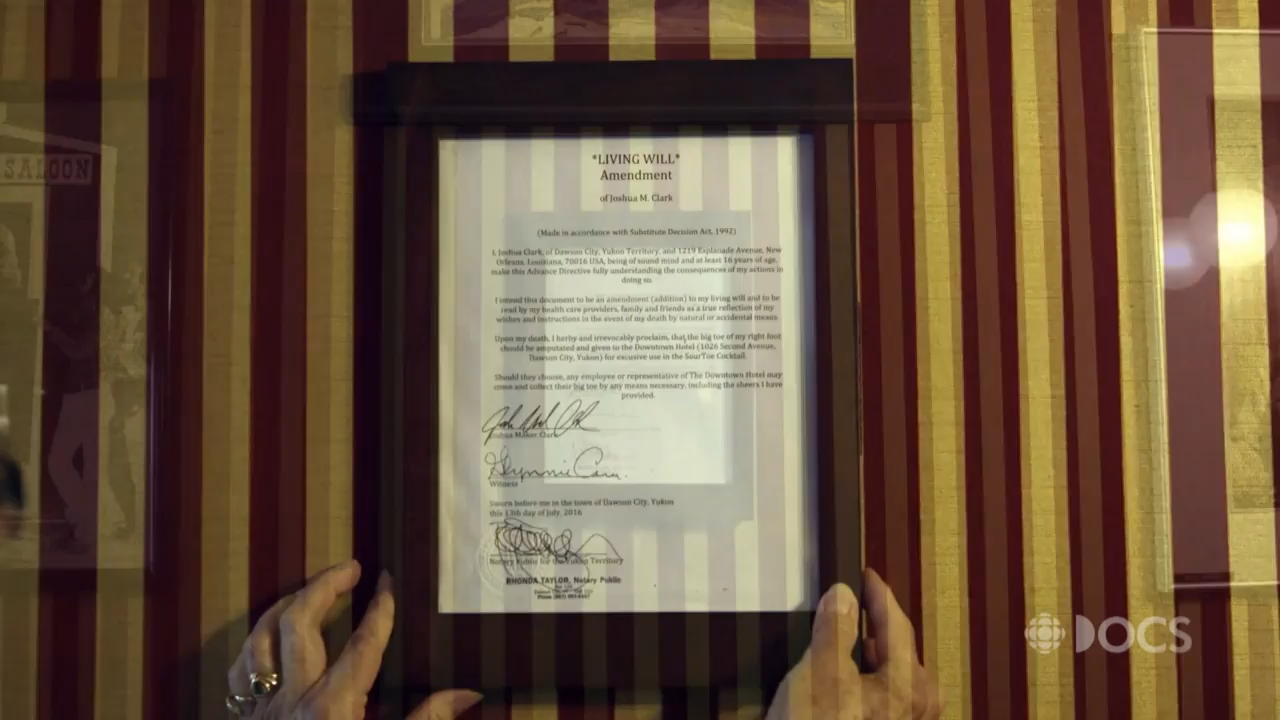 SALOON
*LIVING WILL*
Amendment
of Joshua M. Clark
(Made in accordance with Substitute Decision Act, 1992)
I, Joshua Clark, of Dawson City, Yukon Territory, and 1219 Esplanade Avenue, New
Orleans, Louisiana, 70016 USA, being of sound mind and at least 16 years of age,
make this Advance Directive fully understanding the consequences of my actions in
doing so.
I intend this document to be an amendment (addition) to my living will and to be
read by my health care providers, family and friends as a true reflection of my
wishes and instructions in the event of my death by natural or accidental means.
Upon my death, I herby and irrevocably proclaim, that the big toe of my right foot
should be amputated and given to the Downtown Hotel (1026 Second Avenue,
Dawson City, Yukon) for excusive use in the SourToe Cocktail.
Should they choose, any employee or representative of The Downtown Hotel may
come and collect their big toe by any means necessary, including the sheers I have
provided.
Joshua Clark
Witness
Sworn before me in the town of Dawson City, Yukon
this 13th day of July, 2016
Notary Public for the Yukon Territory
RHONDA TAYLOR, Notary Public
DOCS